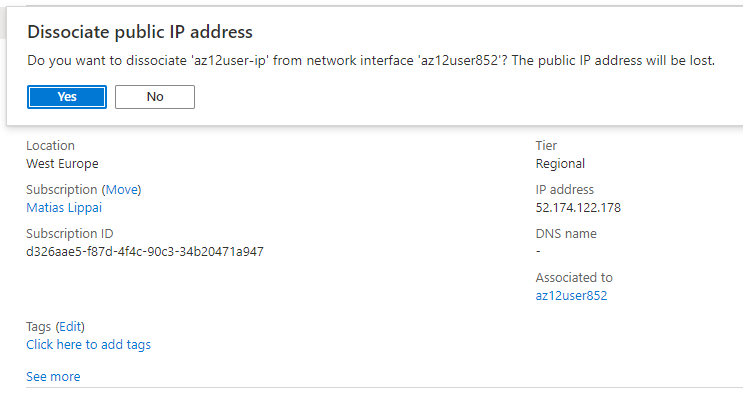 Dissociate public IP address
Do you want to dissociate 'az12user-ip' from network interface 'az12user852'? The public IP address will be lost.
Yes
No
Location
West Europe
Subscription (Move)
Matias Lippai
Subscription ID
d326aae5-f87d-4f4c-90c3-34b20471a947
Tier
Regional
IP address
52.174.122.178
DNS name
-
Associated to
az12user852
Tags (Edit)
Click here to add tags
See more